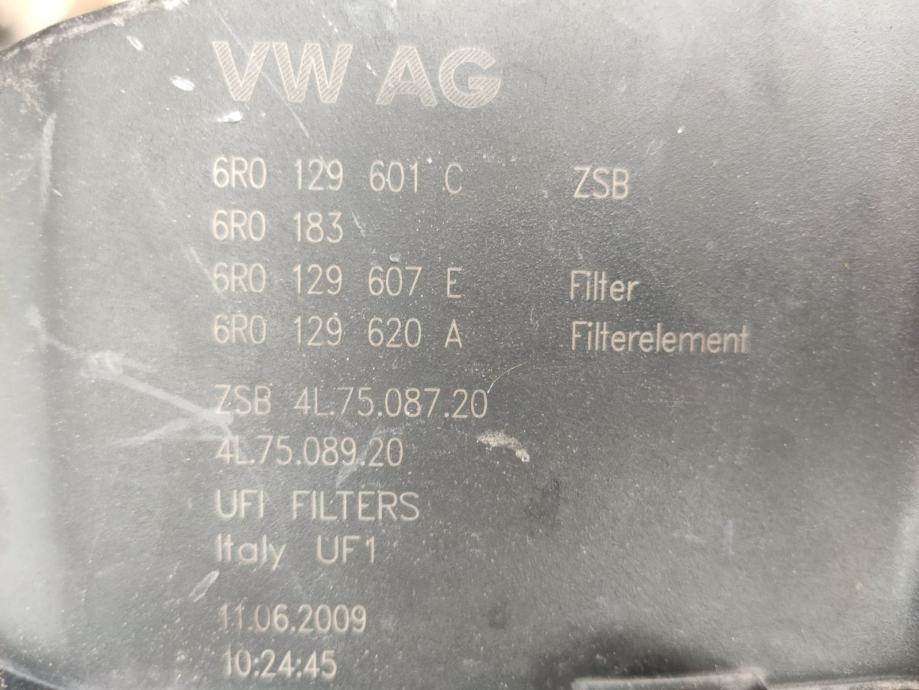 VW AG
6R0 129 601 C ZSB
6R0 183
6R0 129 607 E Filter
6R0 129 620 A Filterelement
ZSB 4L.75.087.20
4L.75.089.20
UFI FILTERS
Italy UF1
11.06.2009
10:24:45